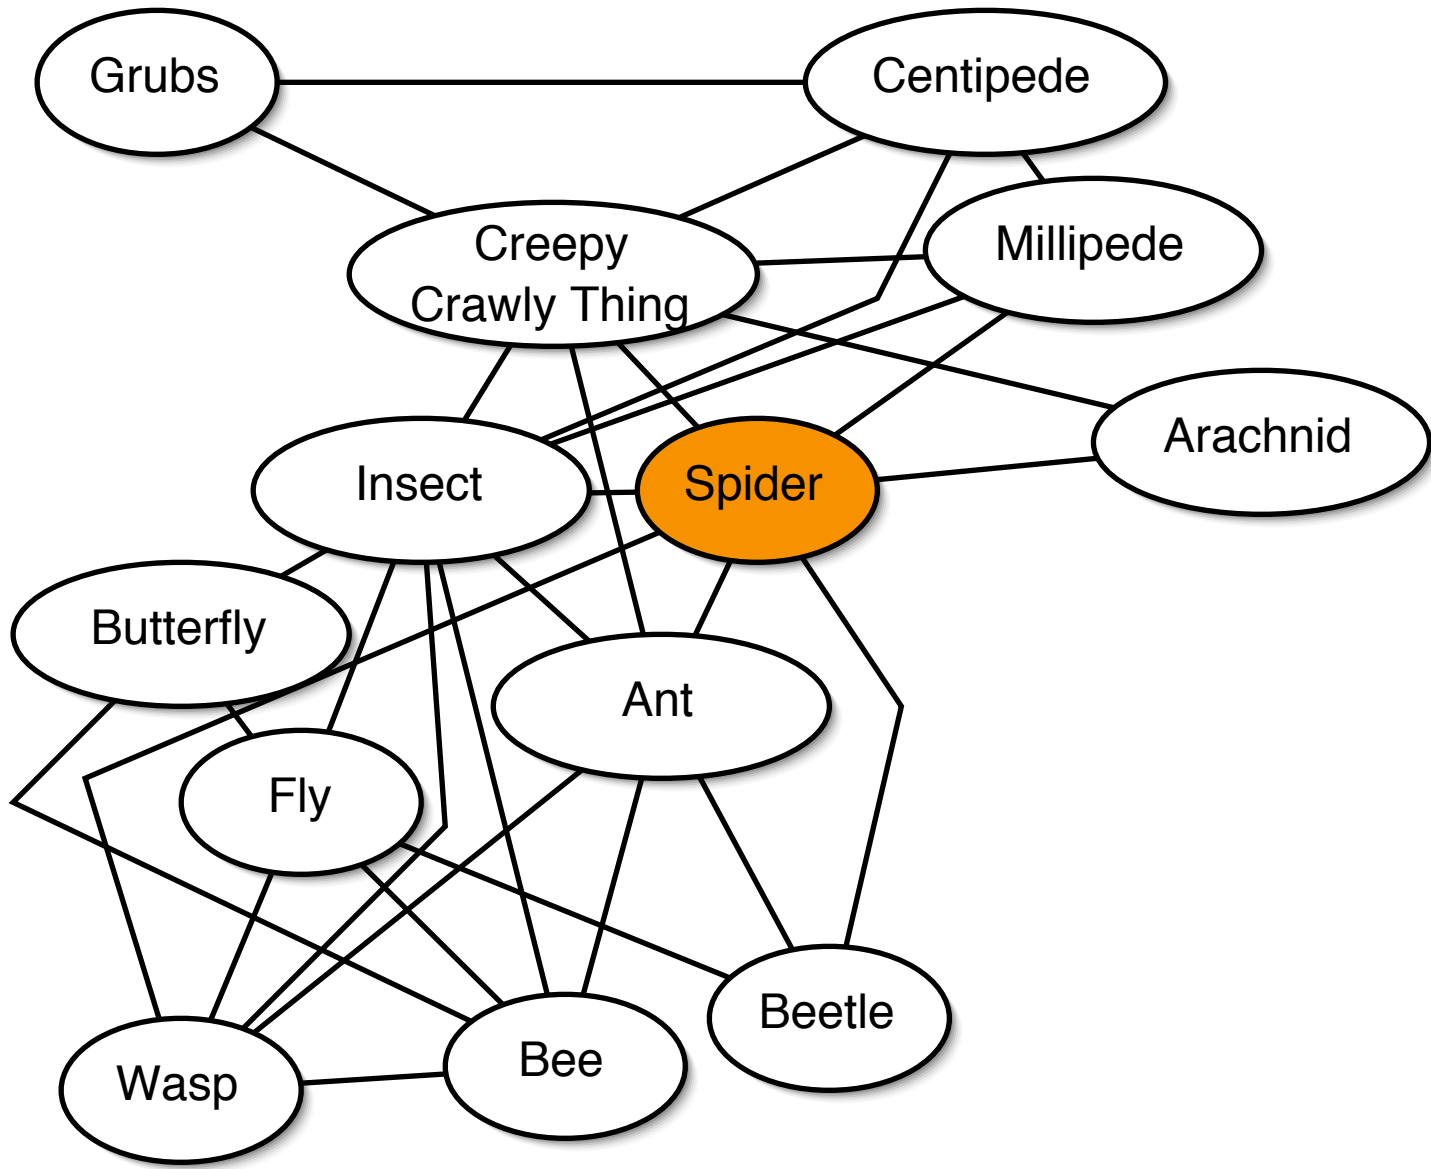 Grubs
Centipede
Creepy
Crawly Thing
Millipede
Arachnid
Insect
Spider
Butterfly
Ant
Fly
Beetle
Bee
Wasp